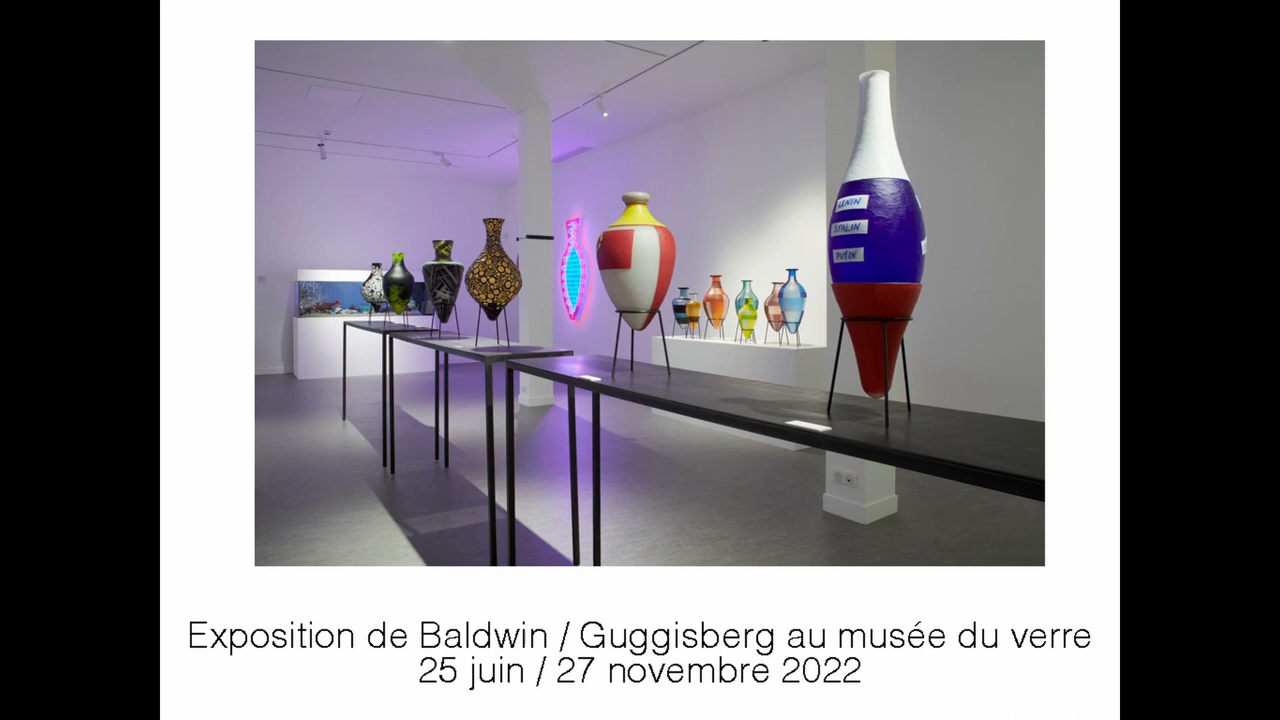 LENIN
STALIN
PUTIN
Exposition de Baldwin / Guggisberg au musée du verre
25 juin / 27 novembre 2022